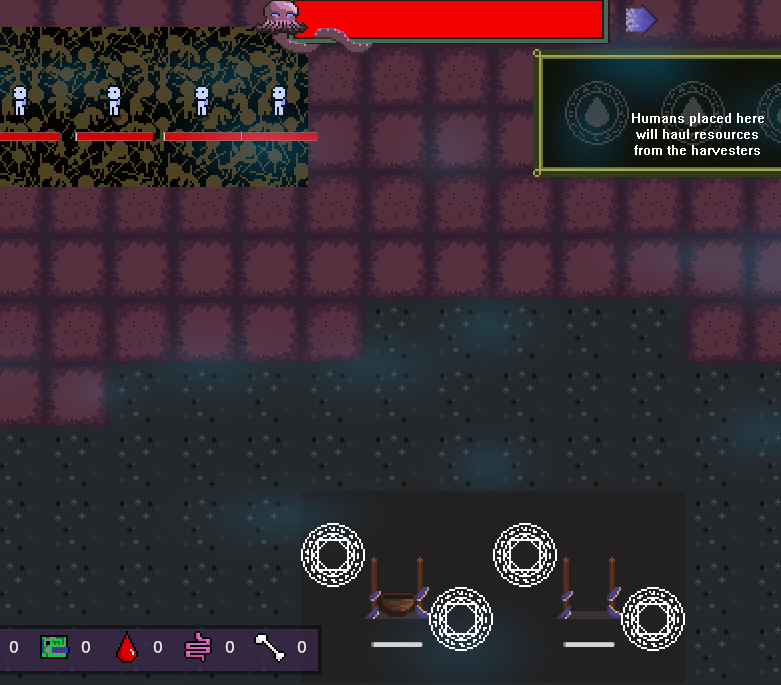 Humans placed here
will haul resources
from the harvesters
0 0 0 0 0